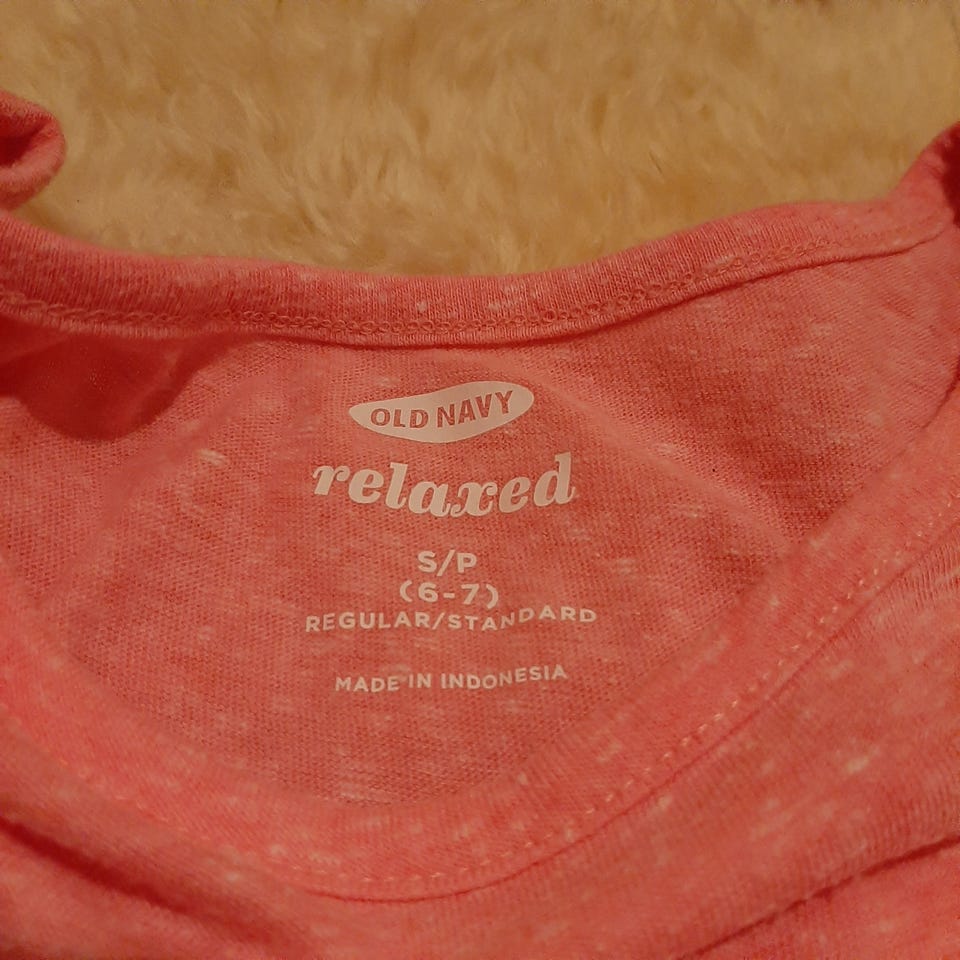 OLD NAVY
relaxed
S/P
(6-7)
REGULAR/STANDARD
MADE IN INDONESIA